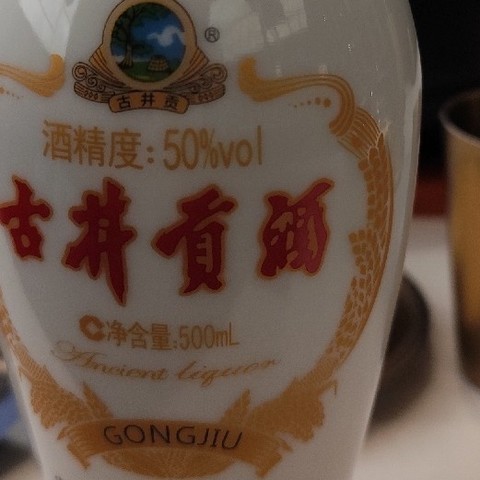 ®
古井贡
酒精度:50%vol
古井贡酒
C净含量:500mL
Ancient liquor
GONGJIU